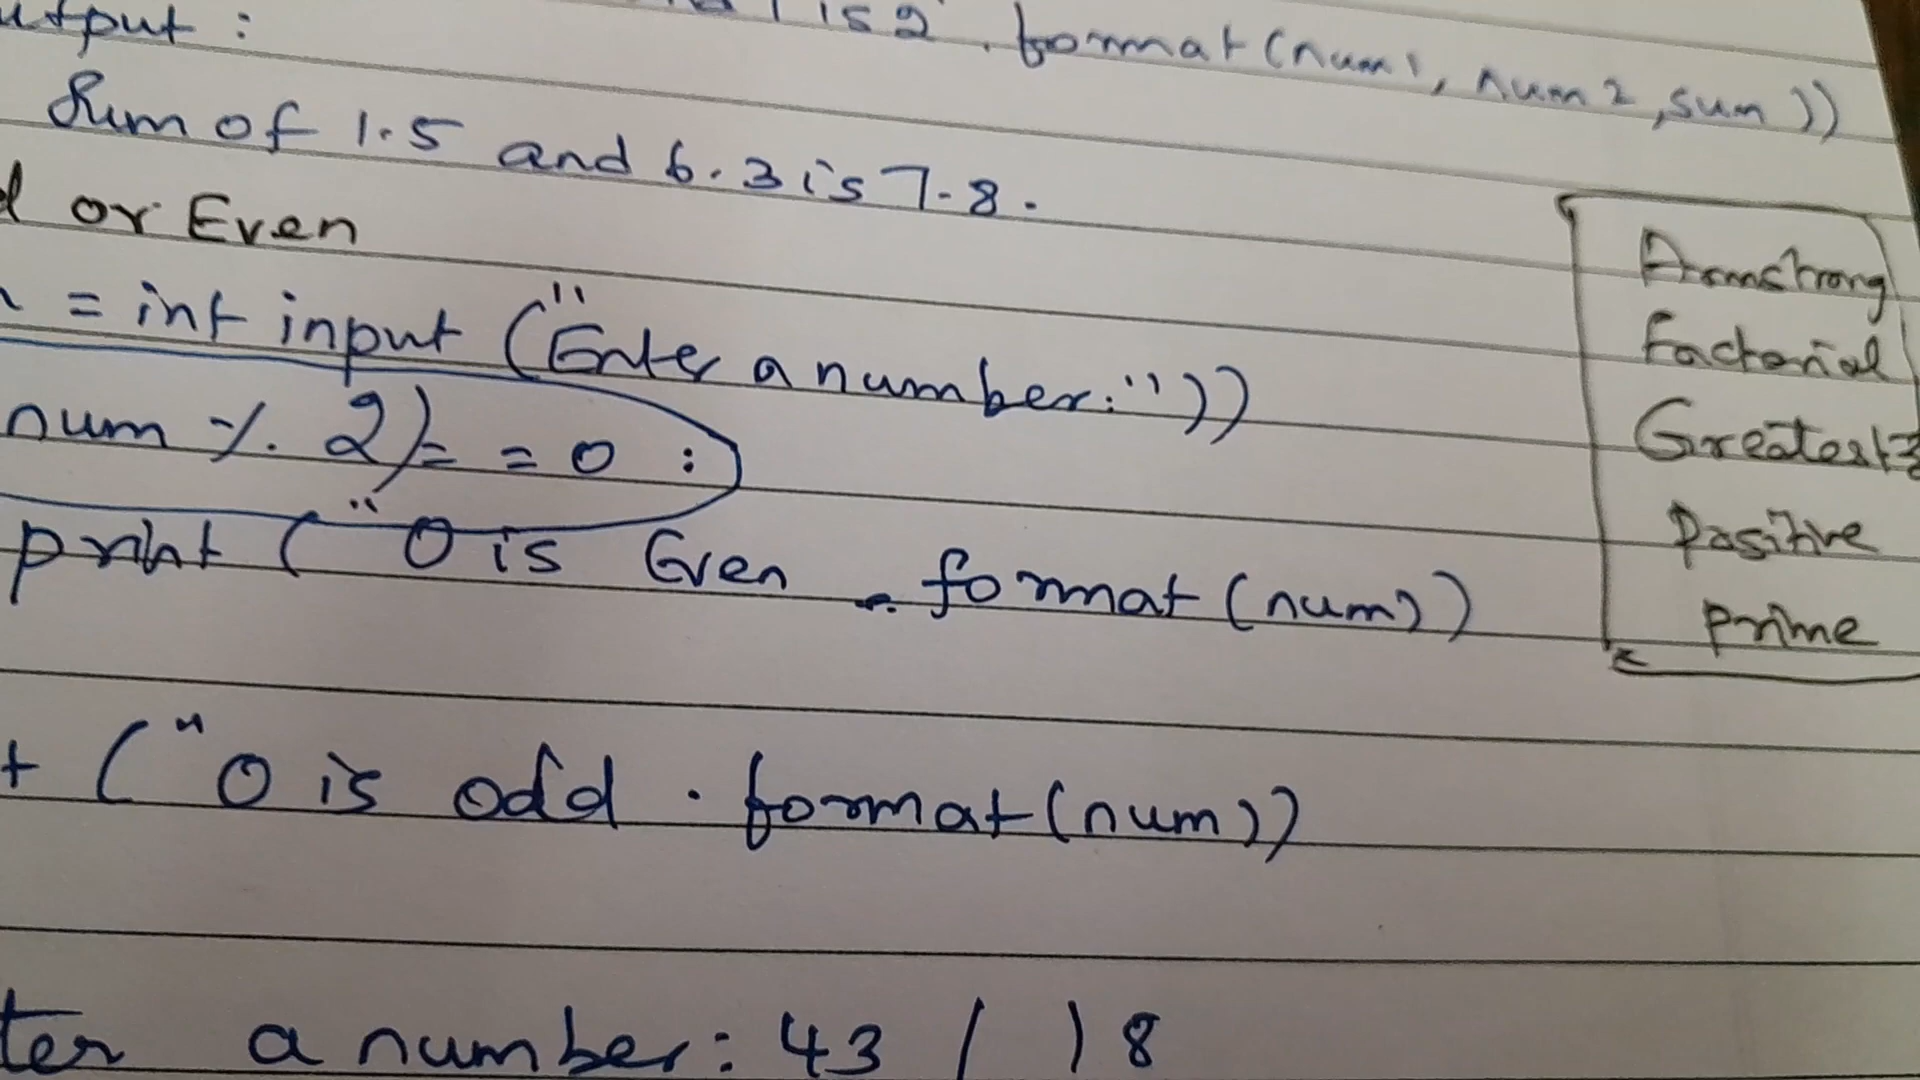 utput :
is 2 . format (num1, num2, sum))
Sum of 1.5 and 6.3 is 7.8.
or Even
= int input ("Enter a number:"))
num %. 2) = = 0 :
print ("0 is Even . format (num))
("0 is odd . format (num))
ter a number: 43 / 18
Armstrong
Factorial
Greatest 3
Positive
prime